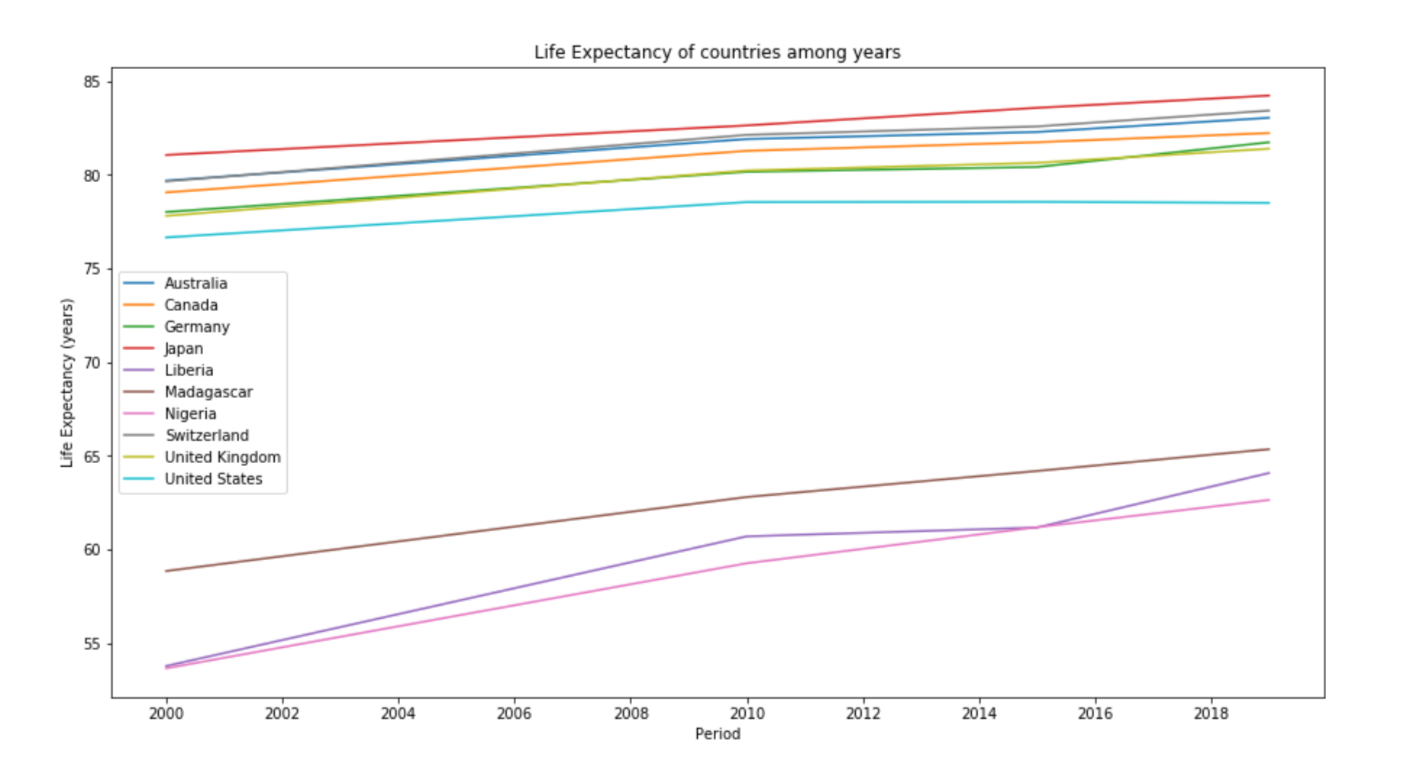 Life Expectancy of countries among years
85
80
75
70
65
60
55
Life Expectancy (years)
Australia
Canada
Germany
Japan
Liberia
Madagascar
Nigeria
Switzerland
United Kingdom
United States
2000 2002 2004 2006 2008 2010 2012 2014 2016 2018
Period